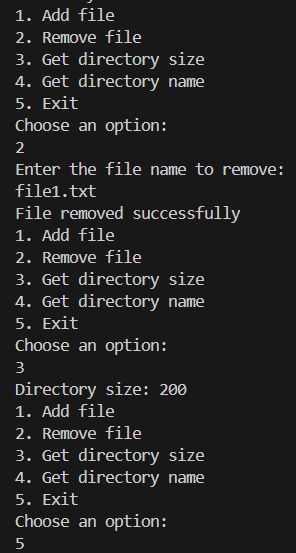 1. Add file
2. Remove file
3. Get directory size
4. Get directory name
5. Exit
Choose an option:
2
Enter the file name to remove:
file1.txt
File removed successfully
1. Add file
2. Remove file
3. Get directory size
4. Get directory name
5. Exit
Choose an option:
3
Directory size: 200
1. Add file
2. Remove file
3. Get directory size
4. Get directory name
5. Exit
Choose an option:
5